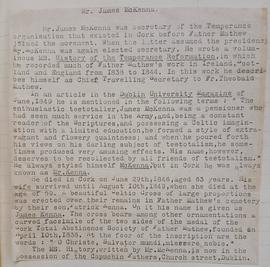 Mr. James McKenna.
Mr. James McKenna was secretary of the Temperance
organisation that existed in Cork before Father Mathew
joined the movement. When the latter assumed the presidency
Mr. McKenna was again elected secretary. He wrote a volu-
minous MS. History of the Temperance Reformation, in which
he recorded much of Father Mathew's work in Ireland, Scot-
land and England from 1838 to 1844. In this work he descri-
bes himself as Chief Travelling Secretary to Fr. Theobald
Mathew.
In an article in the Dublin University Magazine of
June, 1849 he is mentioned in the following terms: " The
enthusiastic teetotaller, James McKenna was a pensioner who
had seen much service in the Army, and, being a constant
reader of the Scriptures, and possessing a Celtic imagin-
ation with a limited education, he formed a style of extra-
vagant and flowery quaintness; and when he poured forth
his views on his darling subject of teetotalism, he some-
times produced very amusing effects. His name, however,
deserves to be recollected by all friends of teetotalism."
He always styled himself McKenna, but in Cork he was always
known as Mr. Kenna.
He died in Cork on June 29th, aged 63 years. His
wife survived until August 10th, when she died at the
age of A beautiful Celtic Cross of large proportions
was erected over their remains in Father Mathew's cemetery
by their son, Patrick Kenna. On it his name is given as
James Kenna. The cross bears among other ornamentations a
carved facsimile of the two sides of the medal of the
Cork Total Abstinence Society of Father Mathew, founded on
April 10th, 1838. At the foot of the inscription are the
words: " O Christe, Salvator mundi, miserere nobis."
The MS. History, written by Mr. McKenna, is now in the
possession of the Capuchin Fathers, Church Street, Dublin.